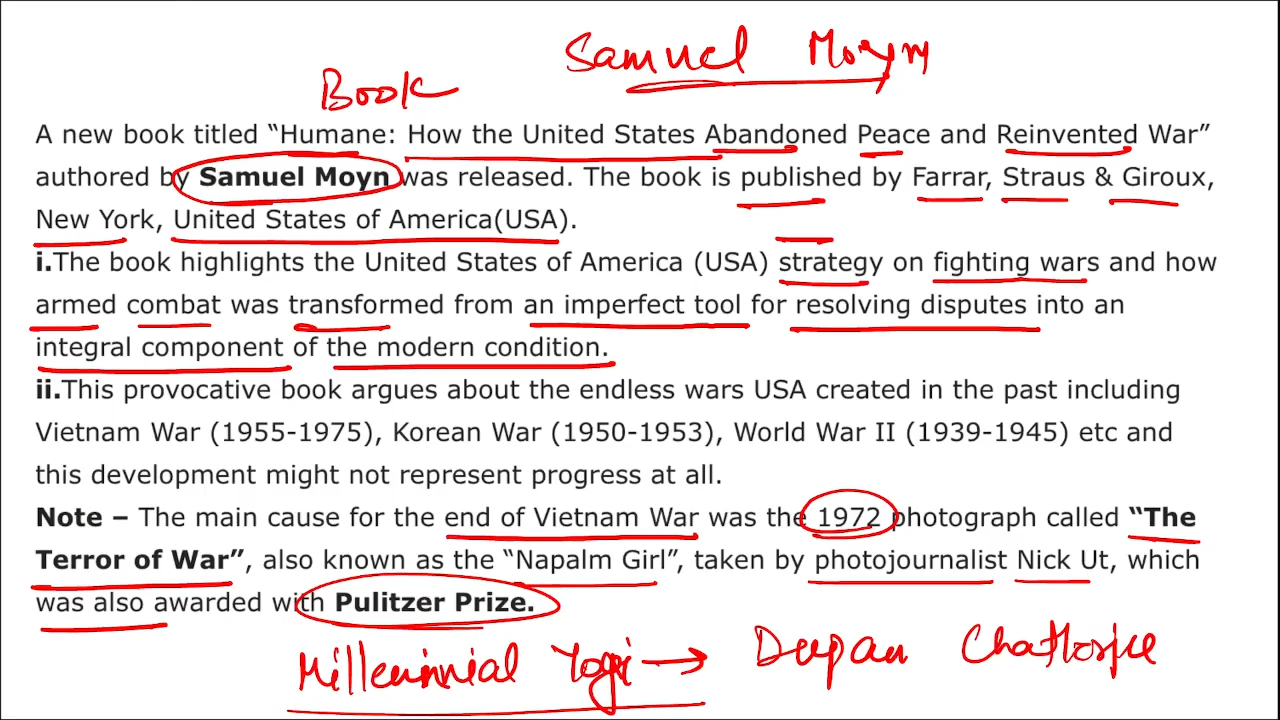 Samuel Moyn
Book
A new book titled “Humane: How the United States Abandoned Peace and Reinvented War”
authored by Samuel Moyn was released. The book is published by Farrar, Straus & Giroux,
New York, United States of America(USA).
i.The book highlights the United States of America (USA) strategy on fighting wars and how
armed combat was transformed from an imperfect tool for resolving disputes into an
integral component of the modern condition.
ii.This provocative book argues about the endless wars USA created in the past including
Vietnam War (1955-1975), Korean War (1950-1953), World War II (1939-1945) etc and
this development might not represent progress at all.
Note – The main cause for the end of Vietnam War was the 1972 photograph called “The
Terror of War”, also known as the “Napalm Girl”, taken by photojournalist Nick Ut, which
was also awarded with Pulitzer Prize.
Millennial Yogi → Deepam Chatterjee